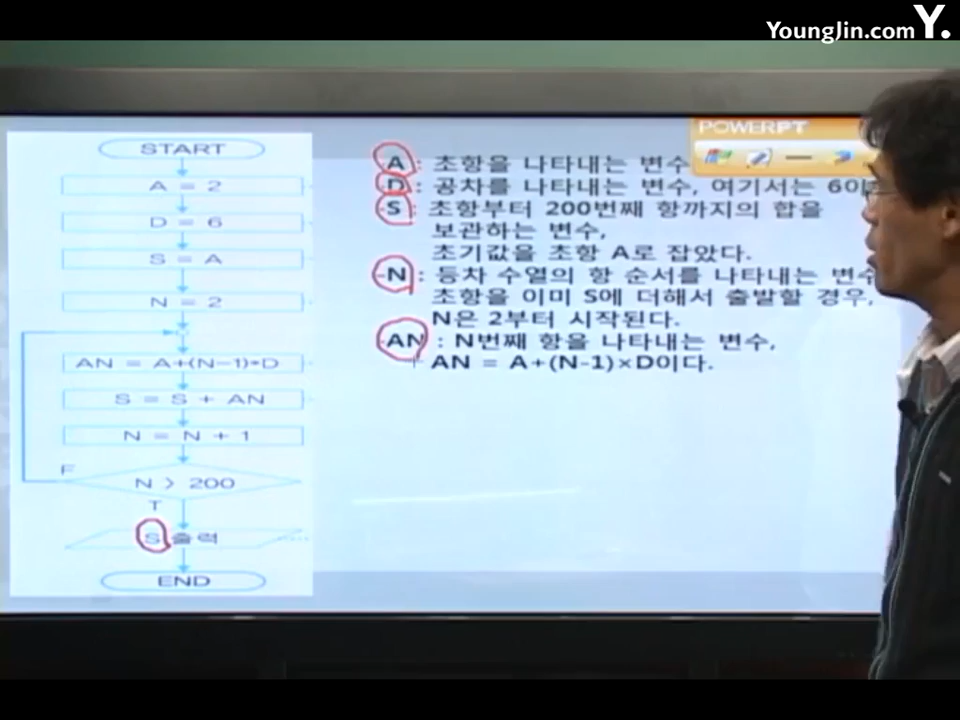 YoungJin.com Y.
POWERPT
START
A = 2
D = 6
S = A
N = 2
AN = A+(N-1)*D
S = S + AN
N = N + 1
F
N > 200
T
S 출력
END
-A : 초항을 나타내는 변수
-D : 공차를 나타내는 변수, 여기서는 6이
-S : 초항부터 200번째 항까지의 합을
보관하는 변수,
초기값을 초항 A로 잡았다.
-N : 등차 수열의 항 순서를 나타내는 변수
초항을 이미 S에 더해서 출발할 경우,
N은 2부터 시작된다.
-AN : N번째 항을 나타내는 변수,
AN = A+(N-1)×D이다.